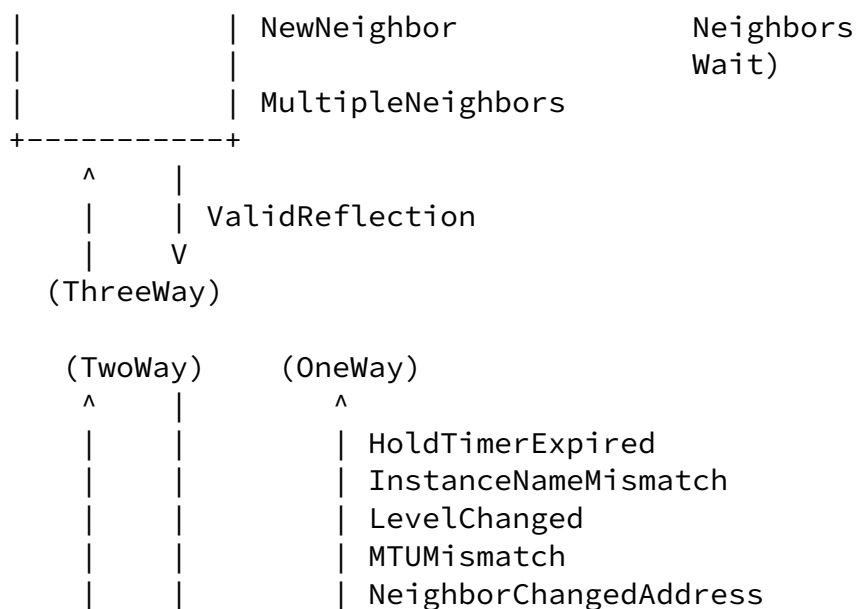 |           | NewNeighbor             Neighbors
|           |                         Wait)
|           | MultipleNeighbors
+-----------+
    ^    |
    |    | ValidReflection
    |    V
  (ThreeWay)

   (TwoWay)    (OneWay)
    ^    |        ^
    |    |        | HoldTimerExpired
    |    |        | InstanceNameMismatch
    |    |        | LevelChanged
    |    |        | MTUMismatch
    |    |        | NeighborChangedAddress